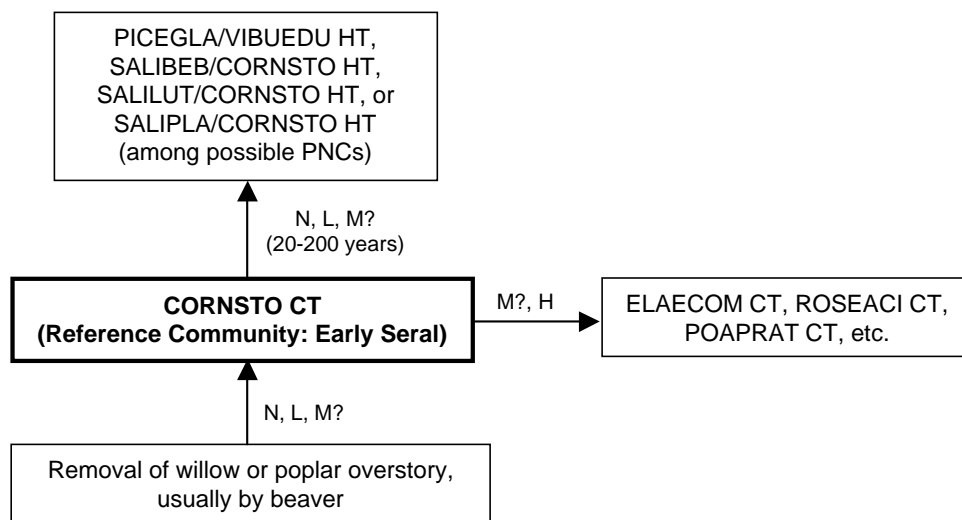 PICEGLA/VIBUEDU HT,
SALIBEB/CORNSTO HT,
SALILUT/CORNSTO HT, or
SALIPLA/CORNSTO HT
(among possible PNCs)
N, L, M?
(20-200 years)
CORNSTO CT
(Reference Community: Early Seral)
M?, H
ELAECOM CT, ROSEACI CT,
POAPRAT CT, etc.
N, L, M?
Removal of willow or poplar overstory,
usually by beaver